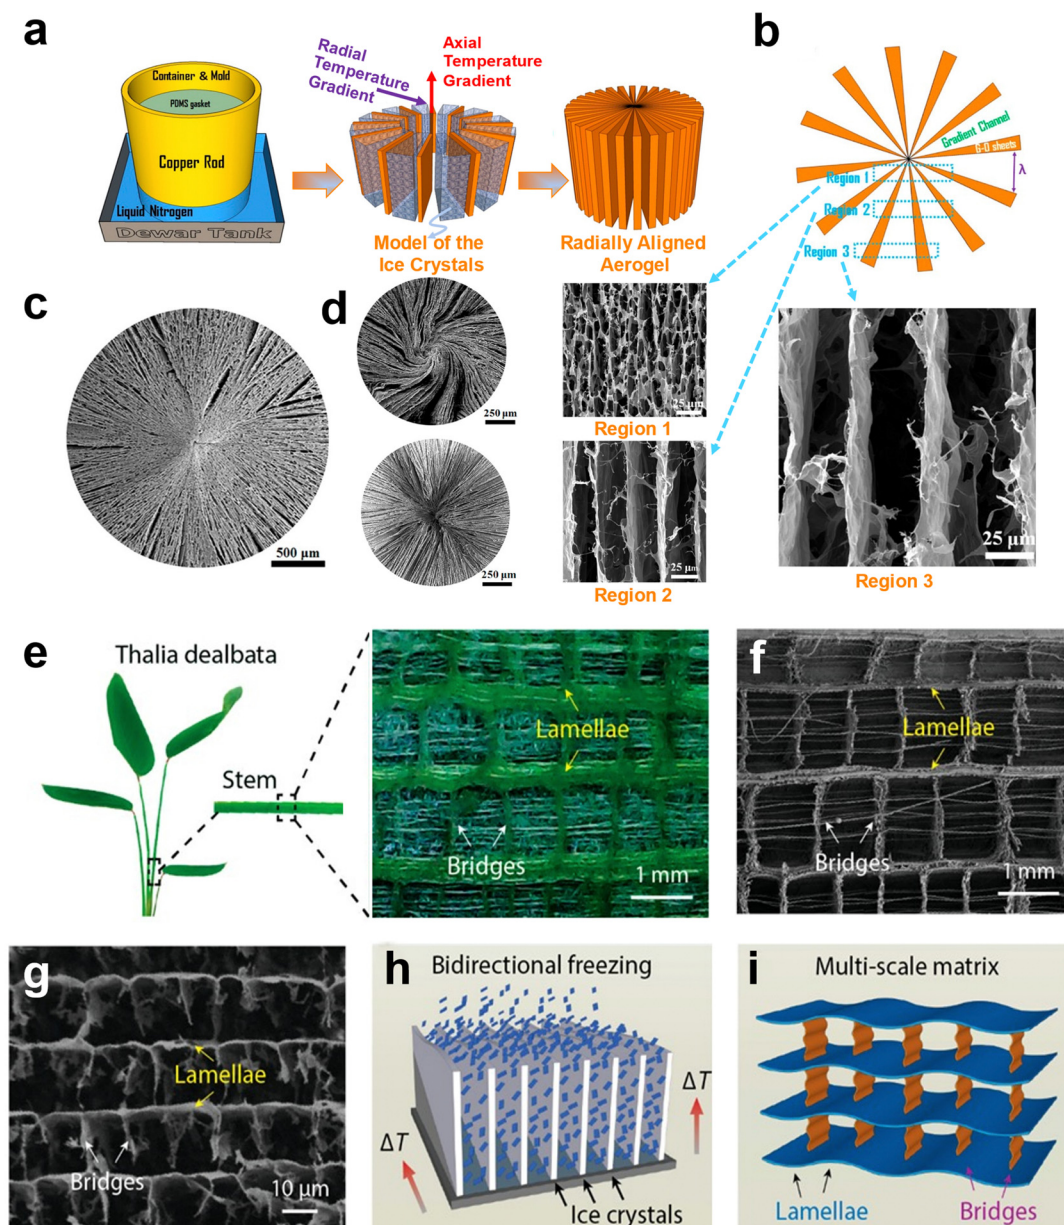 a
Container & Mold
PDMS gasket
Copper Rod
Liquid Nitrogen
Dewar Tank
Radial
Temperature
Gradient
Axial
Temperature
Gradient
Model of the
Ice Crystals
Radially Aligned
Aerogel
b
Gradient Channel
G-O sheets
λ
Region 1
Region 2
Region 3
c
500 μm
d
250 μm
250 μm
25 μm
Region 1
25 μm
Region 2
25 μm
Region 3
e
Thalia dealbata
Stem
Lamellae
Bridges
1 mm
f
Lamellae
Bridges
1 mm
g
Lamellae
Bridges
10 μm
h
Bidirectional freezing
ΔT
ΔT
Ice crystals
i
Multi-scale matrix
Lamellae
Bridges